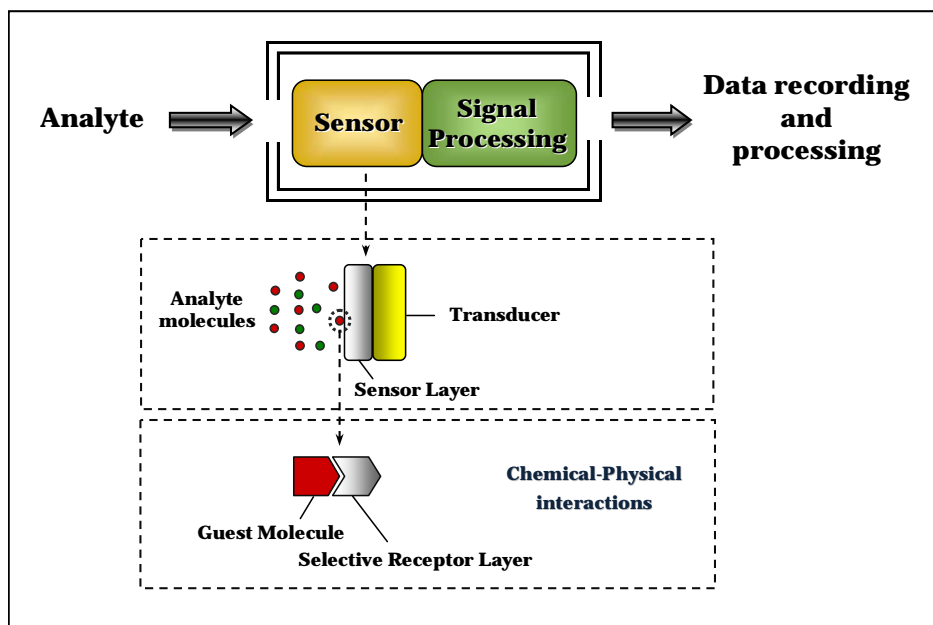 Analyte
Sensor
Signal
Processing
Data recording
and
processing
Analyte
molecules
Transducer
Sensor Layer
Chemical-Physical
interactions
Guest Molecule
Selective Receptor Layer